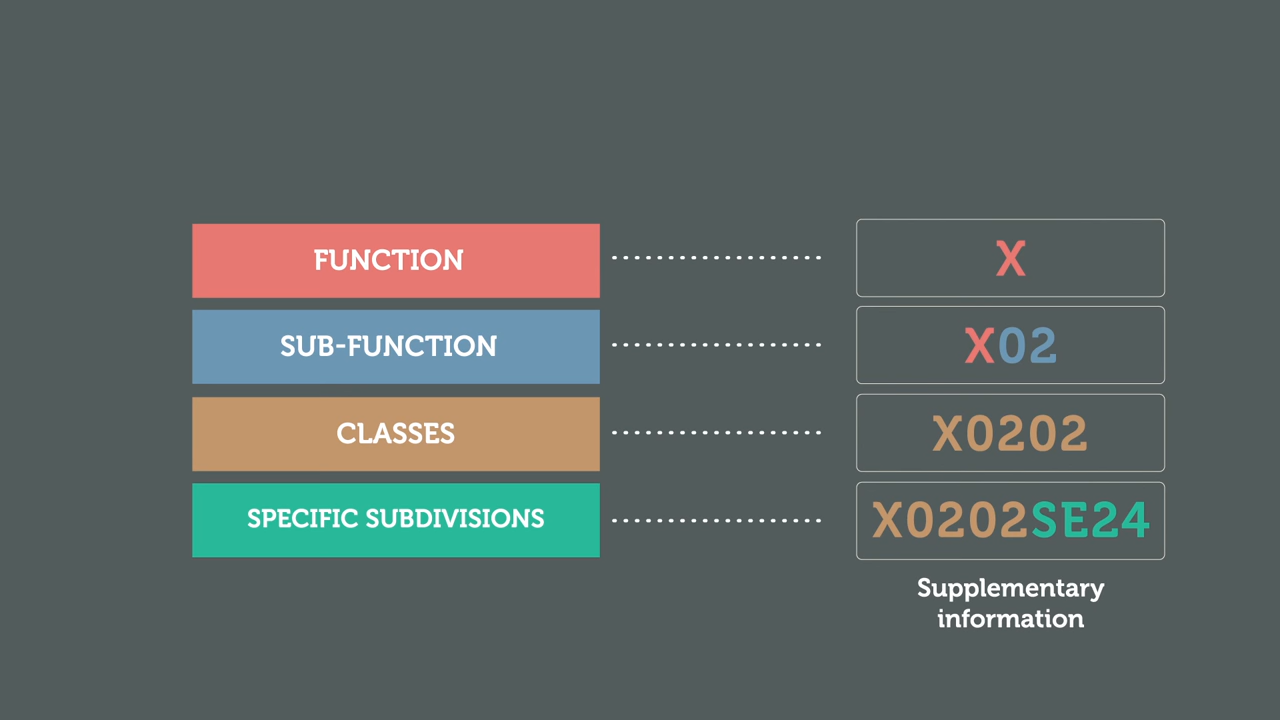 FUNCTION
X
SUB-FUNCTION
X02
CLASSES
X0202
SPECIFIC SUBDIVISIONS
X0202SE24
Supplementary
information